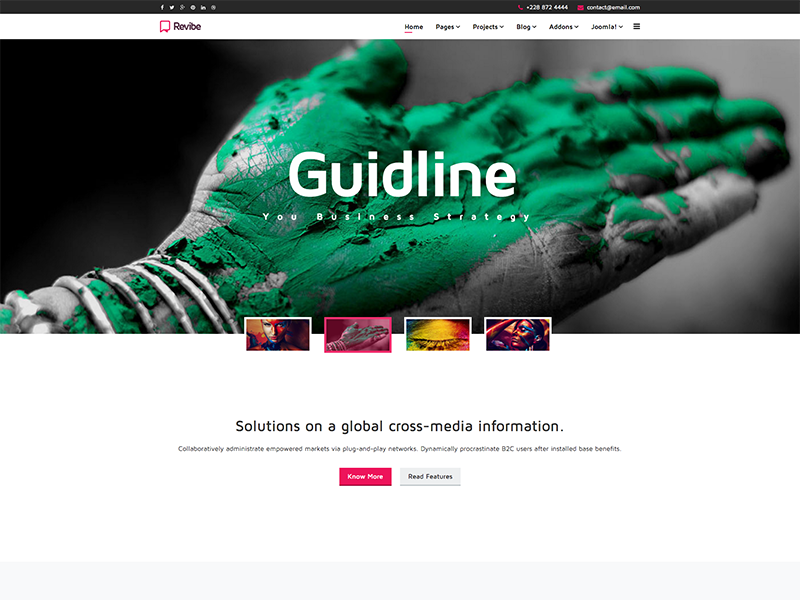 +228 872 4444 contact@email.com
Revibe Home Pages Projects Blog Addons Joomla!
Guidline
You Business Strategy
Solutions on a global cross-media information.
Collaboratively administrate empowered markets via plug-and-play networks. Dynamically procrastinate B2C users after installed base benefits.
Know More Read Features